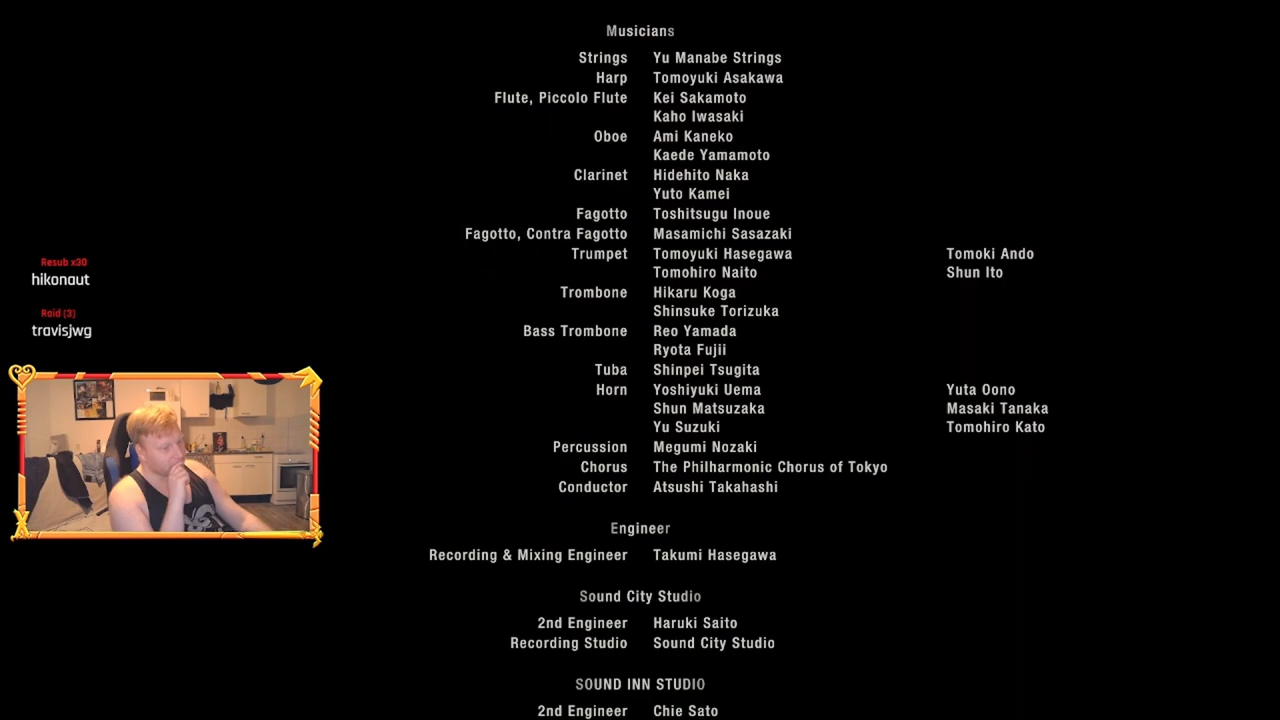 Musicians
Strings Yu Manabe Strings
Harp Tomoyuki Asakawa
Flute, Piccolo Flute Kei Sakamoto
Kaho Iwasaki
Oboe Ami Kaneko
Kaede Yamamoto
Clarinet Hidehito Naka
Yuto Kamei
Fagotto Toshitsugu Inoue
Fagotto, Contra Fagotto Masamichi Sasazaki
Trumpet Tomoyuki Hasegawa Tomoki Ando
Tomohiro Naito Shun Ito
Trombone Hikaru Koga
Shinsuke Torizuka
Bass Trombone Reo Yamada
Ryota Fujii
Tuba Shinpei Tsugita
Horn Yoshiyuki Uema Yuta Oono
Shun Matsuzaka Masaki Tanaka
Yu Suzuki Tomohiro Kato
Percussion Megumi Nozaki
Chorus The Philharmonic Chorus of Tokyo
Conductor Atsushi Takahashi
Engineer
Recording & Mixing Engineer Takumi Hasegawa
Sound City Studio
2nd Engineer Haruki Saito
Recording Studio Sound City Studio
SOUND INN STUDIO
2nd Engineer Chie Sato
Resub x30
hikonaut
Raid (3)
travisjwg